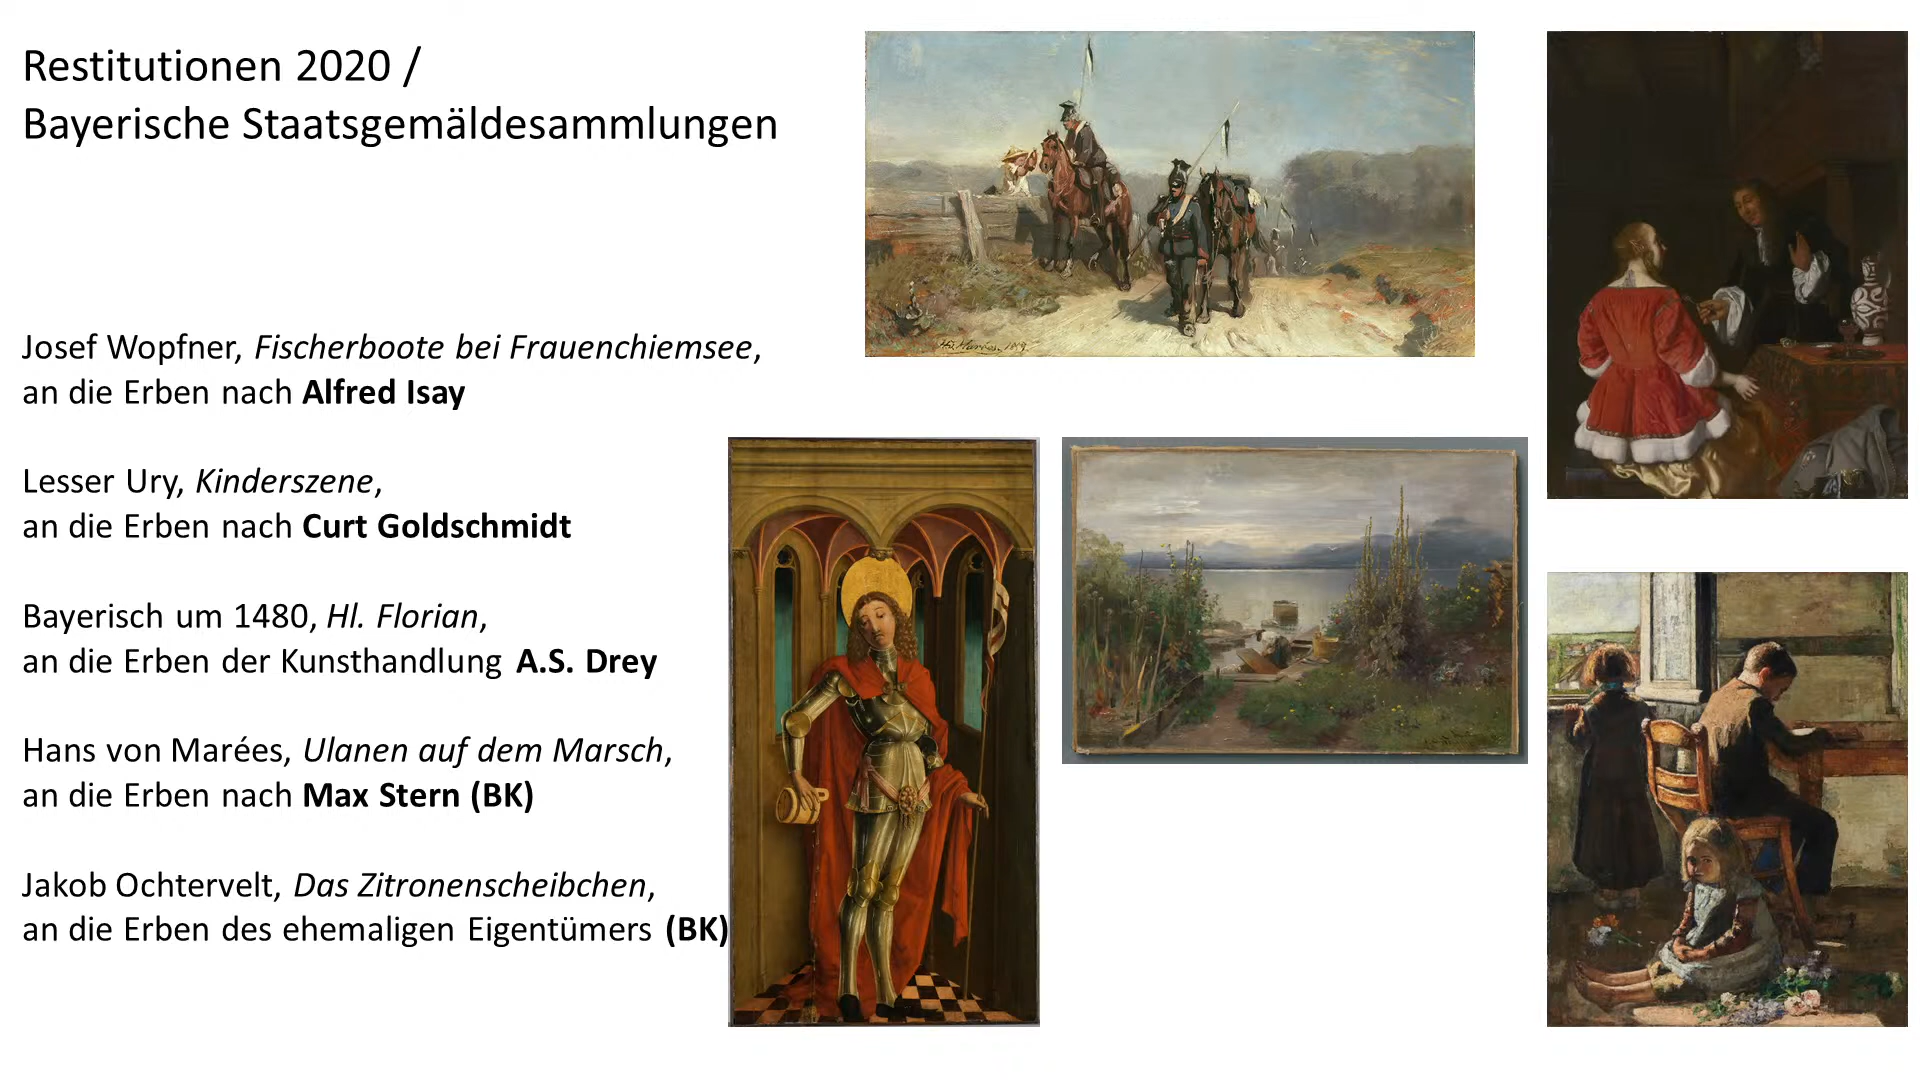 Restitutionen 2020 /
Bayerische Staatsgemäldesammlungen
Josef Wopfner, Fischerboote bei Frauenchiemsee,
an die Erben nach Alfred Isay
Lesser Ury, Kinderszene,
an die Erben nach Curt Goldschmidt
Bayerisch um 1480, Hl. Florian,
an die Erben der Kunsthandlung A.S. Drey
Hans von Marées, Ulanen auf dem Marsch,
an die Erben nach Max Stern (BK)
Jakob Ochtervelt, Das Zitronenscheibchen,
an die Erben des ehemaligen Eigentümers (BK)